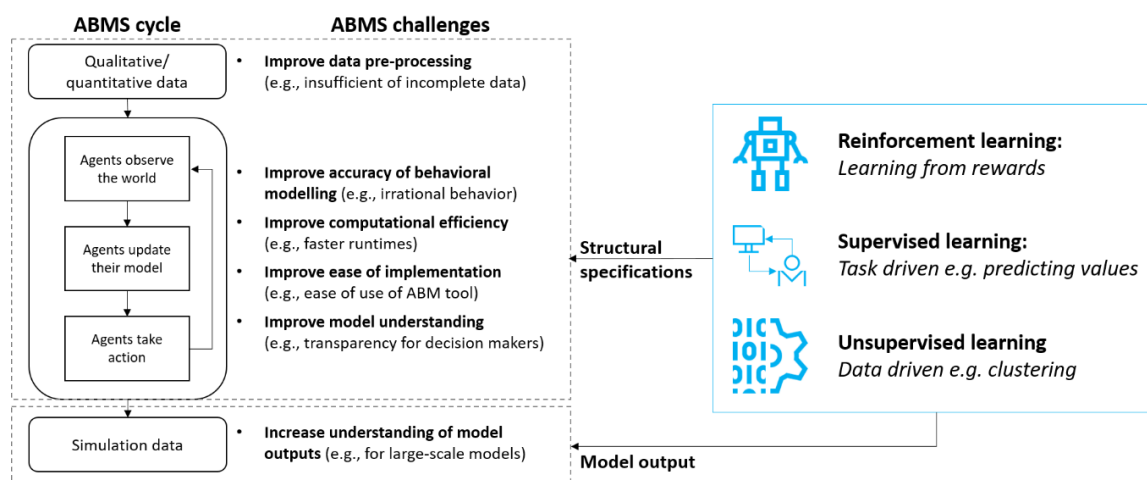 ABMS cycle
ABMS challenges
Qualitative/
quantitative data
• Improve data pre-processing
(e.g., insufficient of incomplete data)
Agents observe
the world
Agents update
their model
Agents take
action
• Improve accuracy of behavioral
modelling (e.g., irrational behavior)
• Improve computational efficiency
(e.g., faster runtimes)
• Improve ease of implementation
(e.g., ease of use of ABM tool)
• Improve model understanding
(e.g., transparency for decision makers)
Simulation data
• Increase understanding of model
outputs (e.g., for large-scale models)
Structural
specifications
Model output
Reinforcement learning:
Learning from rewards
Supervised learning:
Task driven e.g. predicting values
Unsupervised learning
Data driven e.g. clustering